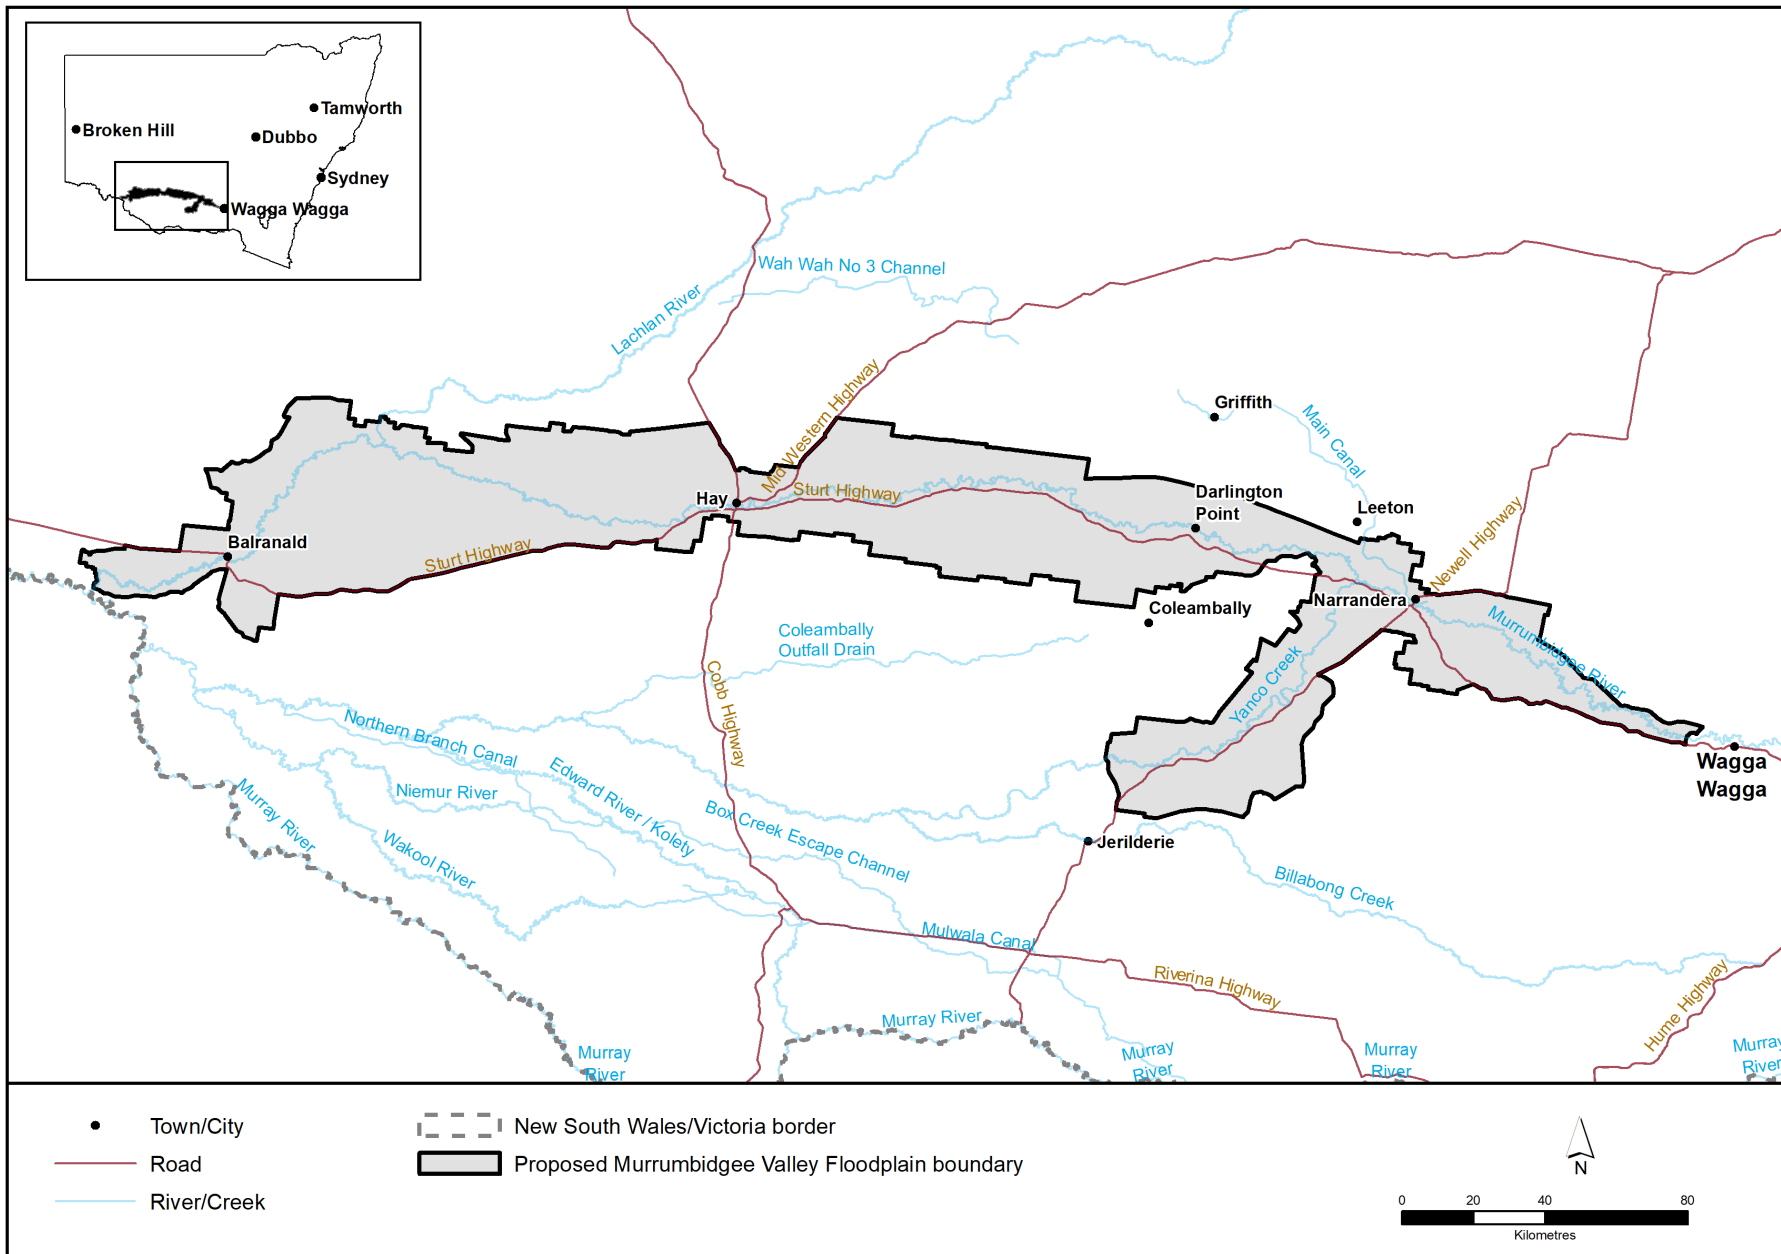 Tamworth
Broken Hill
Dubbo
Sydney
Wagga Wagga
Wah Wah No 3 Channel
Lachlan River
Mid Western Highway
Griffith
Main Canal
Hay
Sturt Highway
Darlington
Point
Leeton
Newell Highway
Balranald
Sturt Highway
Narrandera
Coleambally
Murrumbidgee River
Coleambally
Outfall Drain
Yanco Creek
Cobb Highway
Northern Branch Canal
Wagga
Wagga
Edward River / Kolety
Niemur River
Murray River
Box Creek Escape Channel
Wakool River
Jerilderie
Billabong Creek
Mulwala Canal
Riverina Highway
Hume Highway
Murray River
Murray
River
Murray
River
Murray
River
Murray
River
Town/City
New South Wales/Victoria border
Road
Proposed Murrumbidgee Valley Floodplain boundary
River/Creek
N
0 20 40 80
Kilometres